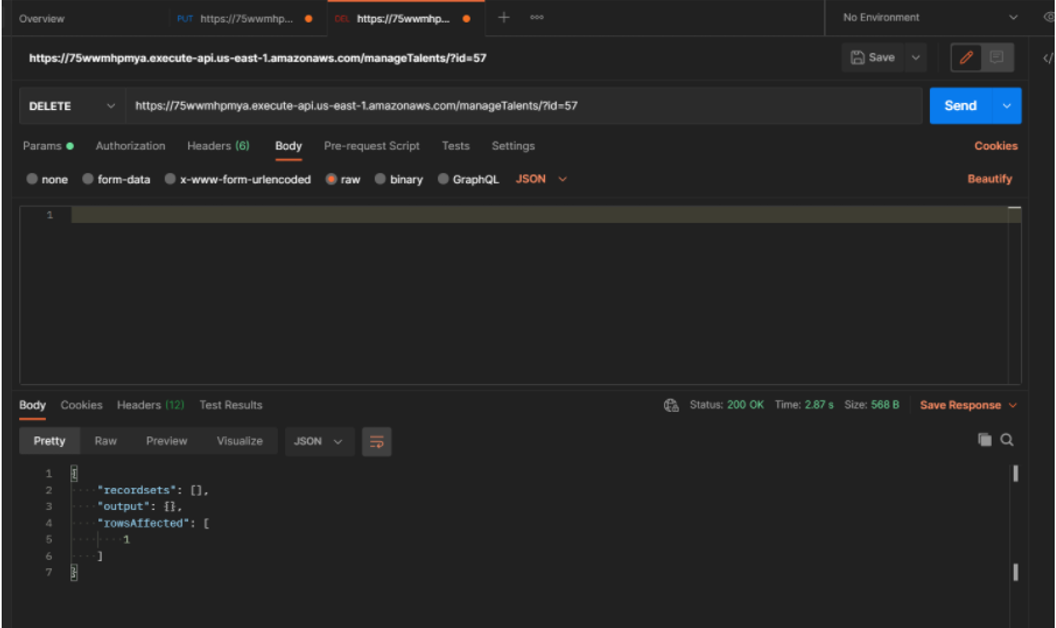 Overview PUT https://75wwmhp... DEL https://75wwmhp... + ooo No Environment
https://75wwmhpmya.execute-api.us-east-1.amazonaws.com/manageTalents/?id=57 Save
DELETE https://75wwmhpmya.execute-api.us-east-1.amazonaws.com/manageTalents/?id=57 Send
Params Authorization Headers (6) Body Pre-request Script Tests Settings Cookies
none form-data x-www-form-urlencoded raw binary GraphQL JSON Beautify
1
Body Cookies Headers (12) Test Results Status: 200 OK Time: 2.87 s Size: 568 B Save Response
Pretty Raw Preview Visualize JSON
1 {
2 "recordsets": [],
3 "output": {},
4 "rowsAffected": [
5 1
6 ]
7 }